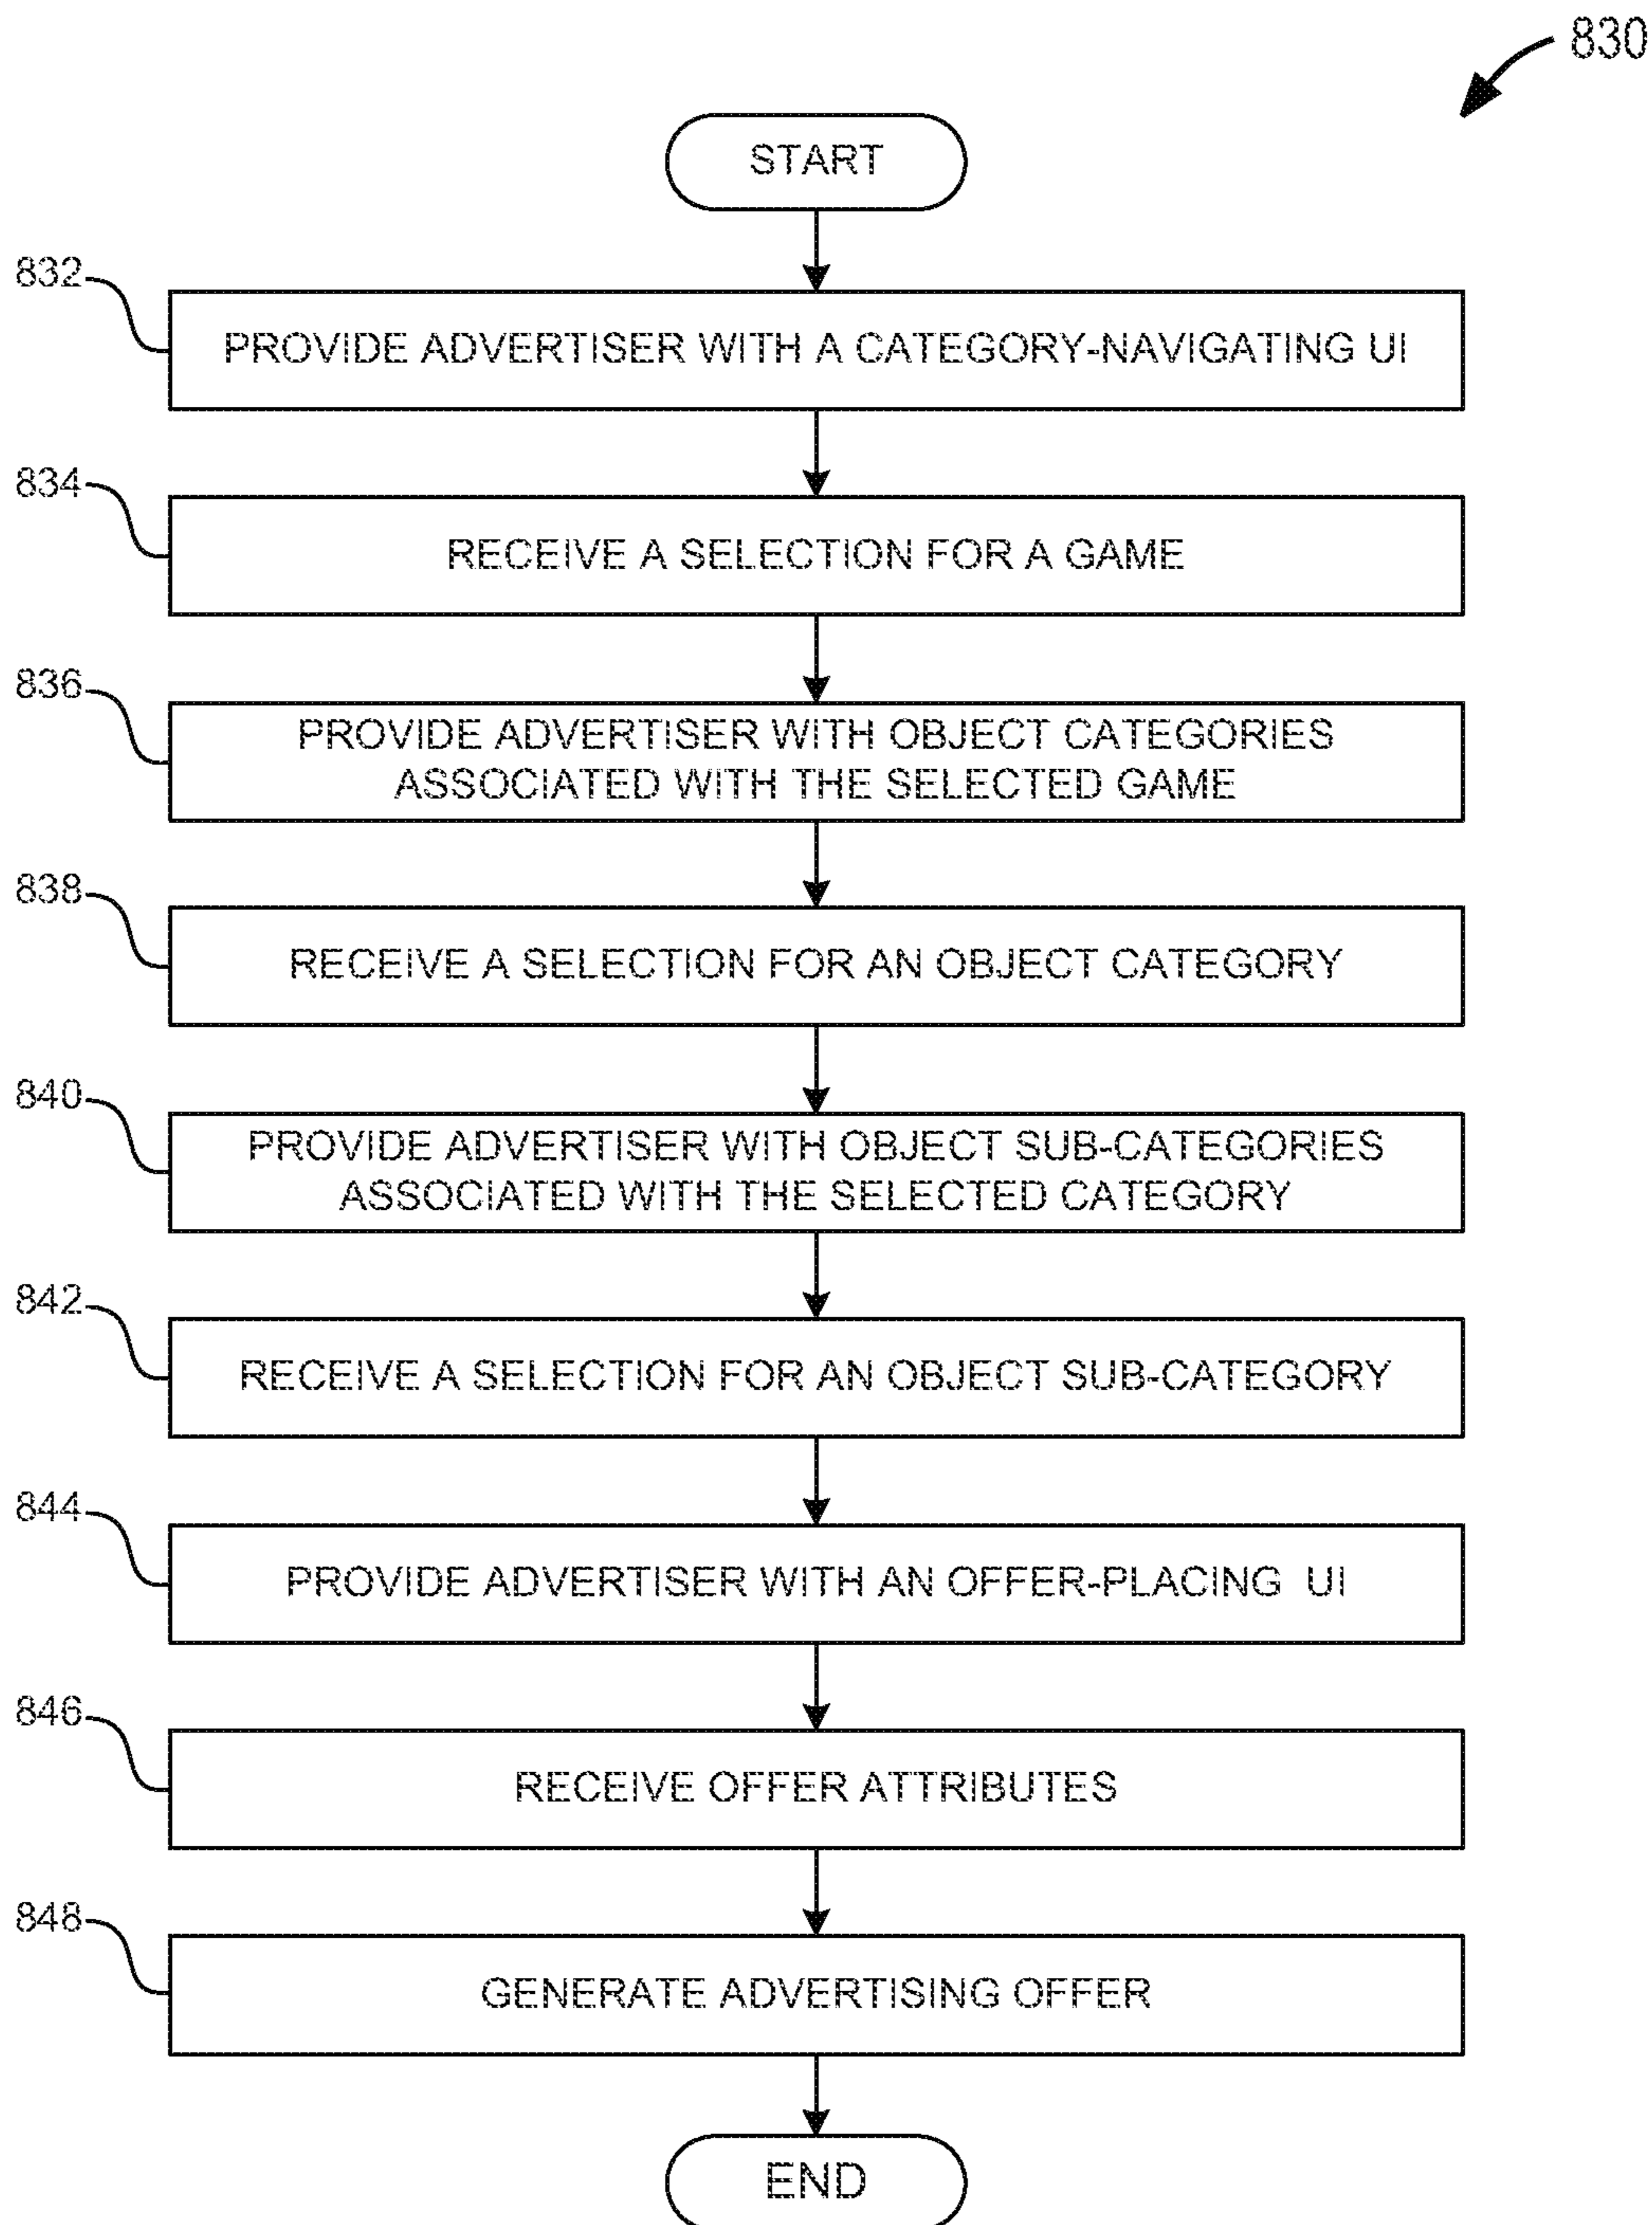 830
START
832
PROVIDE ADVERTISER WITH A CATEGORY-NAVIGATING UI
834
RECEIVE A SELECTION FOR A GAME
836
PROVIDE ADVERTISER WITH OBJECT CATEGORIES
ASSOCIATED WITH THE SELECTED GAME
838
RECEIVE A SELECTION FOR AN OBJECT CATEGORY
840
PROVIDE ADVERTISER WITH OBJECT SUB-CATEGORIES
ASSOCIATED WITH THE SELECTED CATEGORY
842
RECEIVE A SELECTION FOR AN OBJECT SUB-CATEGORY
844
PROVIDE ADVERTISER WITH AN OFFER-PLACING UI
846
RECEIVE OFFER ATTRIBUTES
848
GENERATE ADVERTISING OFFER
END